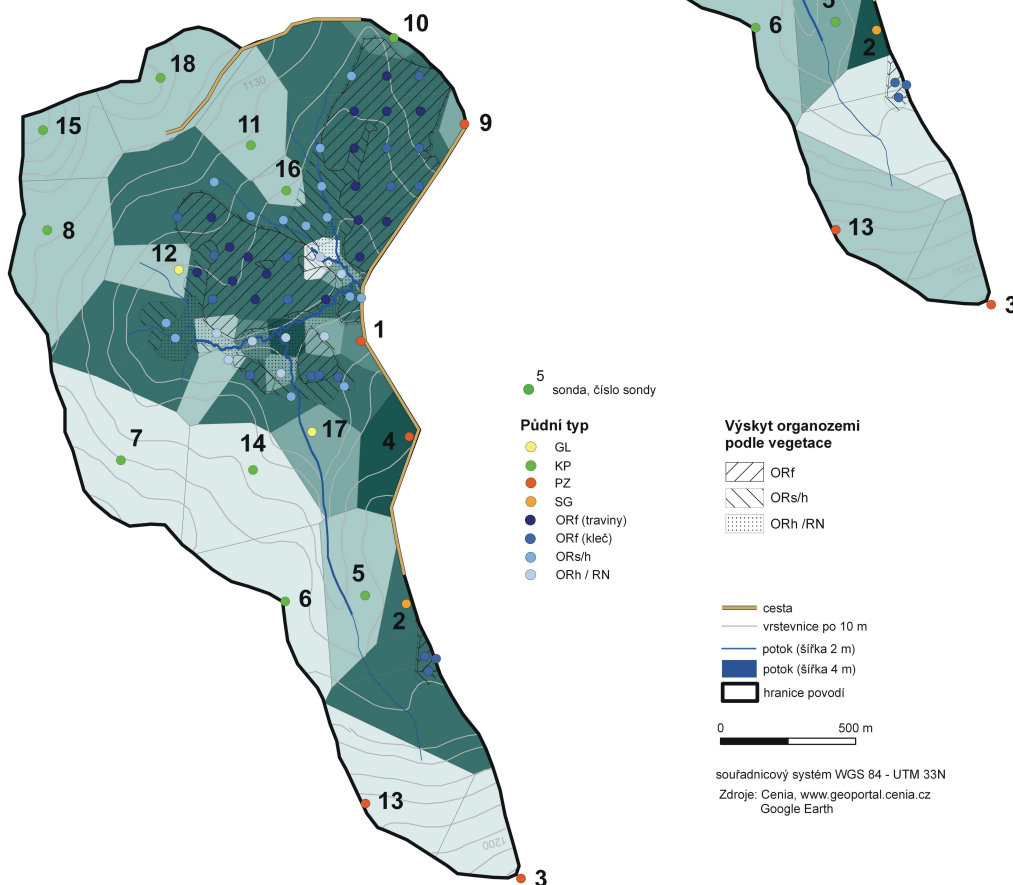 10
18
1130
15
11
9
16
8
12
1
17
4
7
14
5
6
2
13
1200
3
6
5
2
13
1200
3
5
sonda, číslo sondy
Půdní typ
GL
KP
PZ
SG
ORf (traviny)
ORf (kleč)
ORs/h
ORh / RN
Výskyt organozemi
podle vegetace
ORf
ORs/h
ORh /RN
cesta
vrstevnice po 10 m
potok (šířka 2 m)
potok (šířka 4 m)
hranice povodí
0 500 m
souřadnicový systém WGS 84 - UTM 33N
Zdroje: Cenia, www.geoportal.cenia.cz
Google Earth